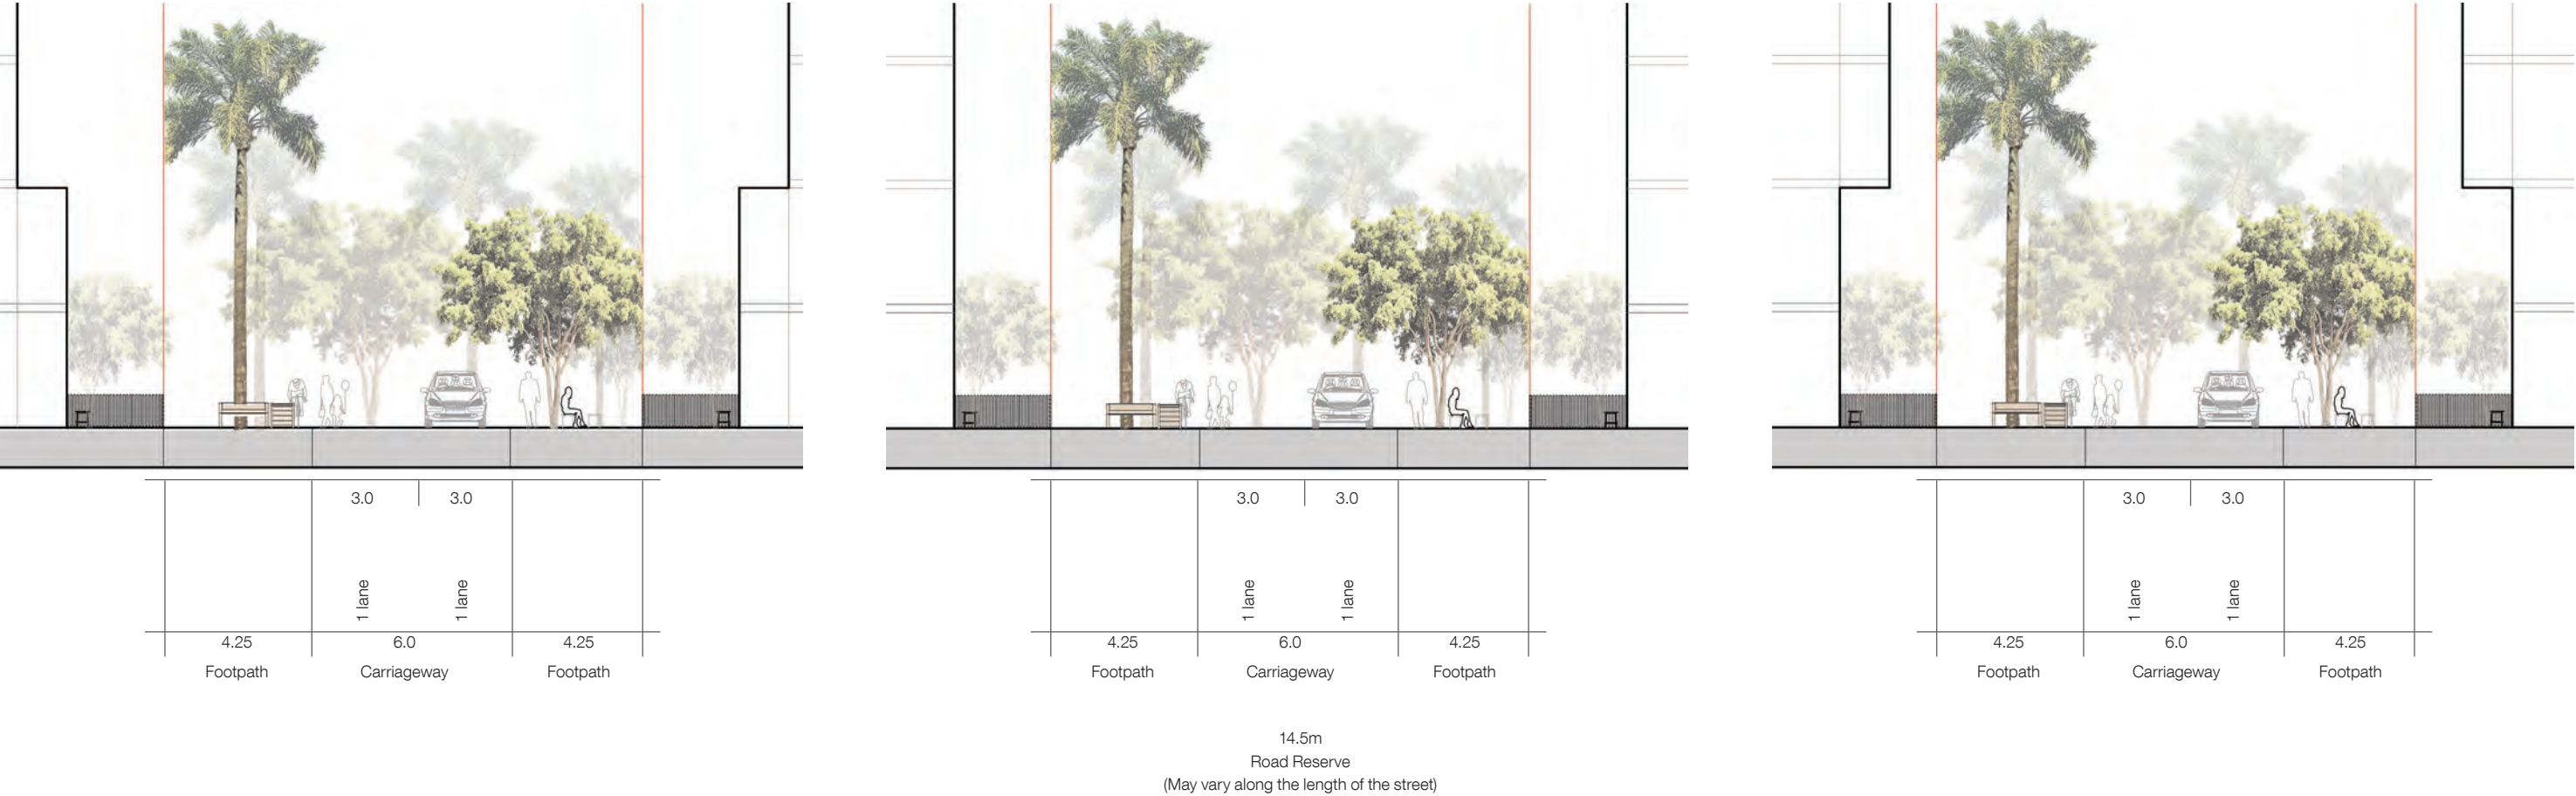 3.0 3.0
1 lane 1 lane
4.25 6.0 4.25
Footpath Carriageway Footpath
3.0 3.0
1 lane 1 lane
4.25 6.0 4.25
Footpath Carriageway Footpath
14.5m
Road Reserve
(May vary along the length of the street)
3.0 3.0
1 lane 1 lane
4.25 6.0 4.25
Footpath Carriageway Footpath